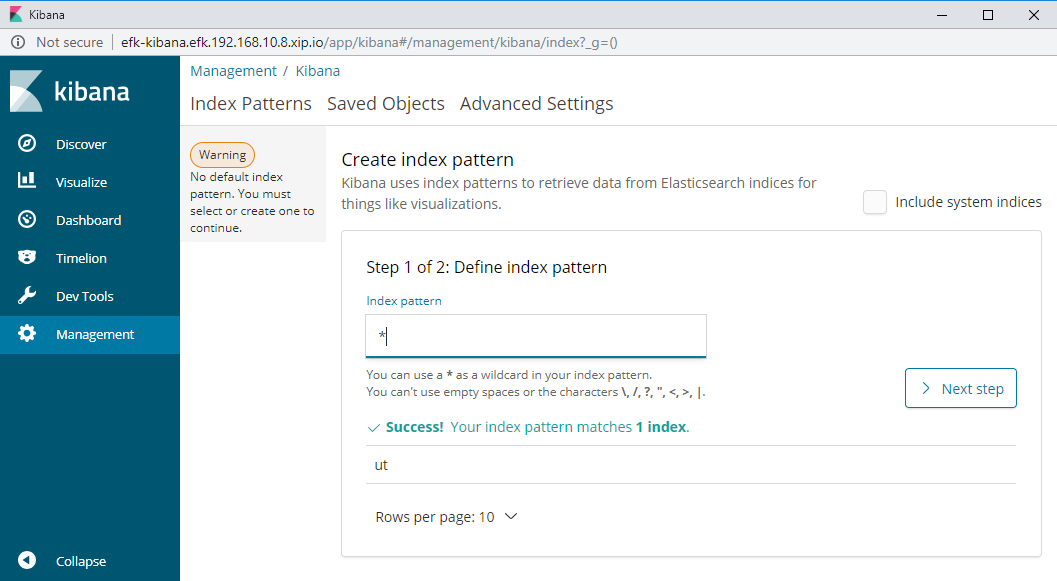 Kibana
Not secure | efk-kibana.efk.192.168.10.8.xip.io/app/kibana#/management/kibana/index?_g=()
kibana
Discover
Visualize
Dashboard
Timelion
Dev Tools
Management
Collapse
Management / Kibana
Index Patterns Saved Objects Advanced Settings
Warning
No default index
pattern. You must
select or create one to
continue.
Create index pattern
Kibana uses index patterns to retrieve data from Elasticsearch indices for
things like visualizations.
Include system indices
Step 1 of 2: Define index pattern
Index pattern
*
You can use a * as a wildcard in your index pattern.
You can't use empty spaces or the characters \, /, ?, ", <, >, |.
Next step
Success! Your index pattern matches 1 index.
ut
Rows per page: 10